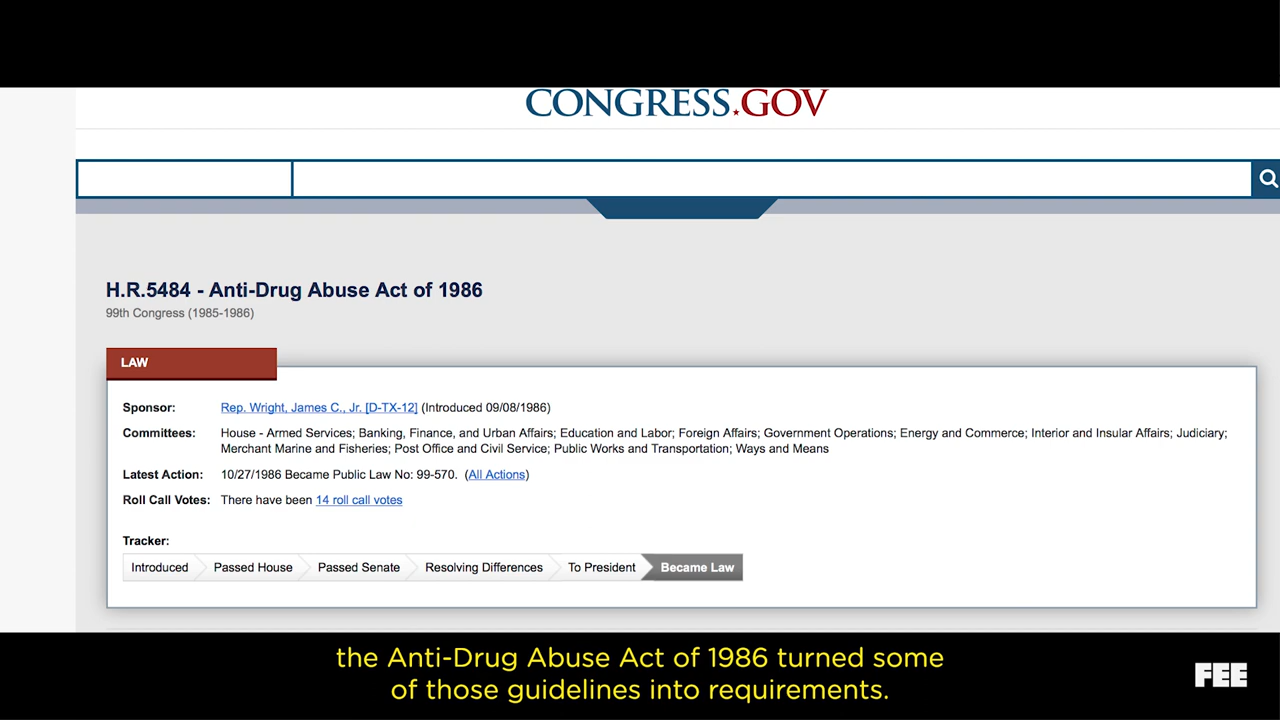 CONGRESS.GOV
H.R.5484 - Anti-Drug Abuse Act of 1986
99th Congress (1985-1986)
LAW
Sponsor: Rep. Wright, James C., Jr. [D-TX-12] (Introduced 09/08/1986)
Committees: House - Armed Services; Banking, Finance, and Urban Affairs; Education and Labor; Foreign Affairs; Government Operations; Energy and Commerce; Interior and Insular Affairs; Judiciary;
Merchant Marine and Fisheries; Post Office and Civil Service; Public Works and Transportation; Ways and Means
Latest Action: 10/27/1986 Became Public Law No: 99-570. (All Actions)
Roll Call Votes: There have been 14 roll call votes
Tracker:
Introduced Passed House Passed Senate Resolving Differences To President Became Law
the Anti-Drug Abuse Act of 1986 turned some
of those guidelines into requirements.
FEE